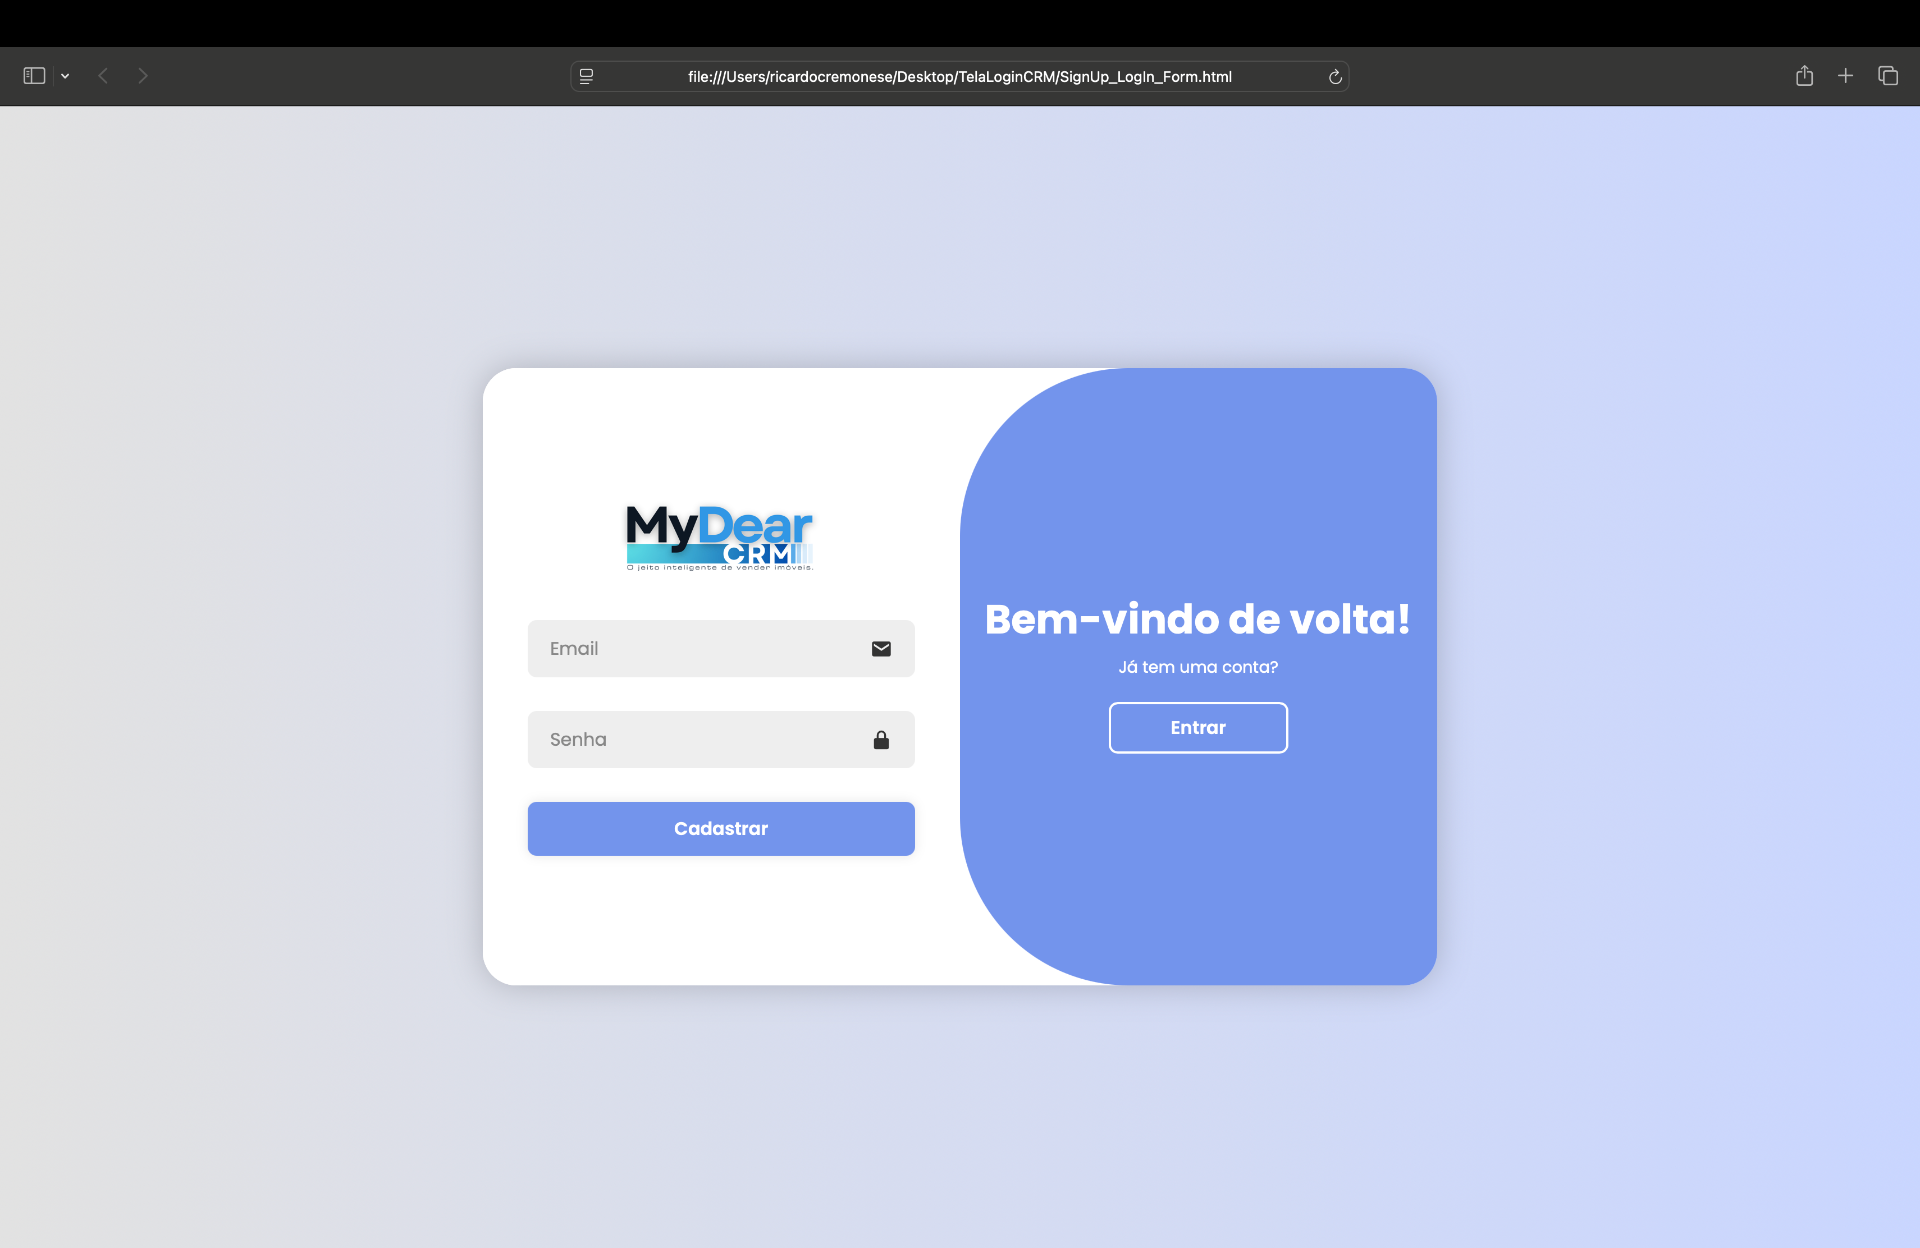 file:///Users/ricardocremonese/Desktop/TelaLoginCRM/SignUp_LogIn_Form.html
MyDear
CRM
O jeito inteligente de vender imóveis.
Email
Senha
Cadastrar
Bem-vindo de volta!
Já tem uma conta?
Entrar